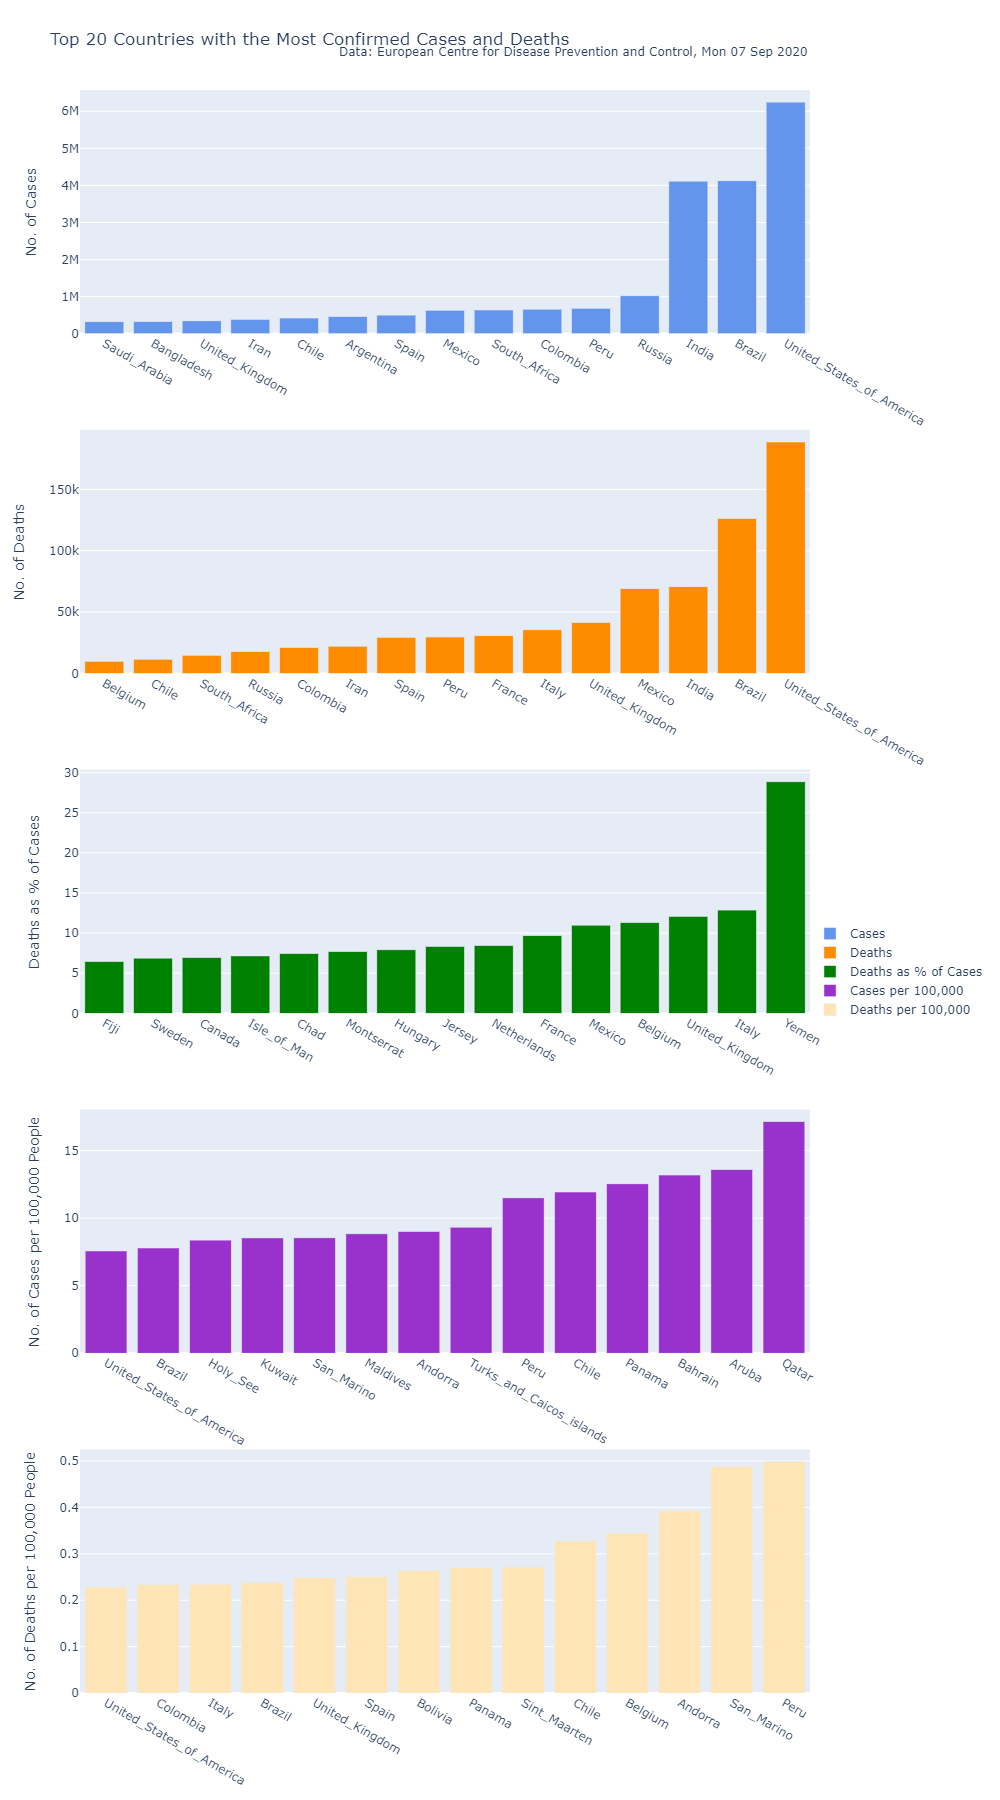 Top 20 Countries with the Most Confirmed Cases and Deaths
Data: European Centre for Disease Prevention and Control, Mon 07 Sep 2020
No. of Cases
6M
5M
4M
3M
2M
1M
0
Saudi_Arabia
Bangladesh
United_Kingdom
Iran
Chile
Argentina
Spain
Mexico
South_Africa
Colombia
Peru
Russia
India
Brazil
United_States_of_America
No. of Deaths
150k
100k
50k
0
Belgium
Chile
South_Africa
Russia
Colombia
Iran
Spain
Peru
France
Italy
United_Kingdom
Mexico
India
Brazil
United_States_of_America
Deaths as % of Cases
30
25
20
15
10
5
0
Fiji
Sweden
Canada
Isle_of_Man
Chad
Montserrat
Hungary
Jersey
Netherlands
France
Mexico
Belgium
United_Kingdom
Italy
Yemen
Cases
Deaths
Deaths as % of Cases
Cases per 100,000
Deaths per 100,000
No. of Cases per 100,000 People
15
10
5
0
United_States_of_America
Brazil
Holy_See
Kuwait
San_Marino
Maldives
Andorra
Turks_and_Caicos_islands
Peru
Chile
Panama
Bahrain
Aruba
Qatar
No. of Deaths per 100,000 People
0.5
0.4
0.3
0.2
0.1
0
United_States_of_America
Colombia
Italy
Brazil
United_Kingdom
Spain
Bolivia
Panama
Sint_Maarten
Chile
Belgium
Andorra
San_Marino
Peru